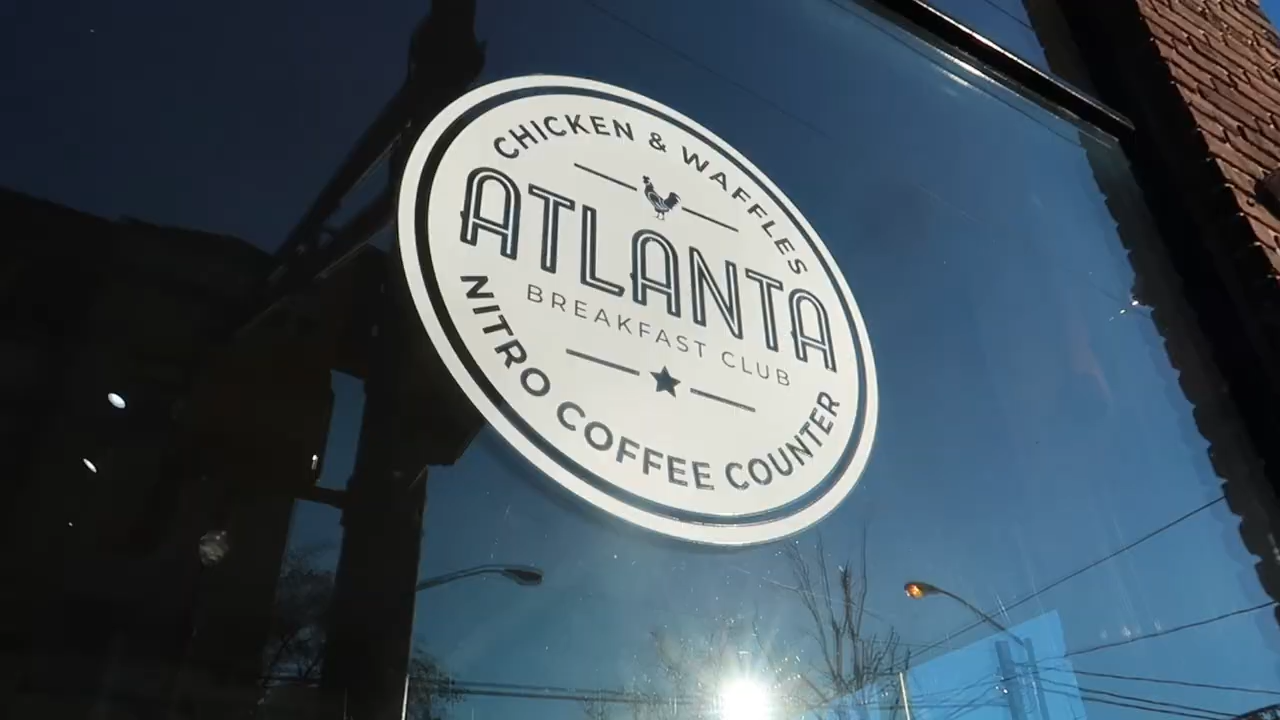 CHICKEN & WAFFLES
ATLANTA
BREAKFAST CLUB
NITRO COFFEE COUNTER